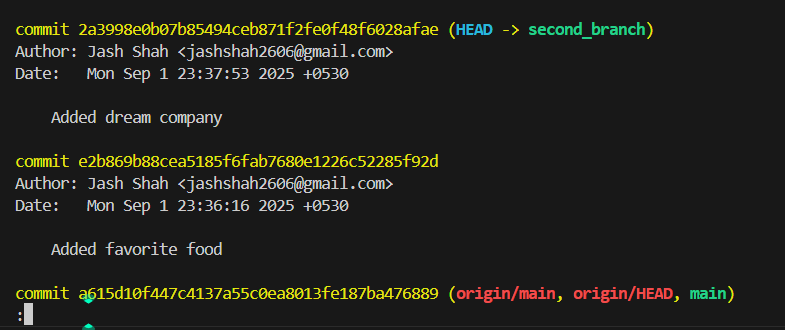 commit 2a3998e0b07b85494ceb871f2fe0f48f6028afae (HEAD -> second_branch)
Author: Jash Shah <jashshah2606@gmail.com>
Date:   Mon Sep 1 23:37:53 2025 +0530
    Added dream company
commit e2b869b88cea5185f6fab7680e1226c52285f92d
Author: Jash Shah <jashshah2606@gmail.com>
Date:   Mon Sep 1 23:36:16 2025 +0530
    Added favorite food
commit a615d10f447c4137a55c0ea8013fe187ba476889 (origin/main, origin/HEAD, main)
: